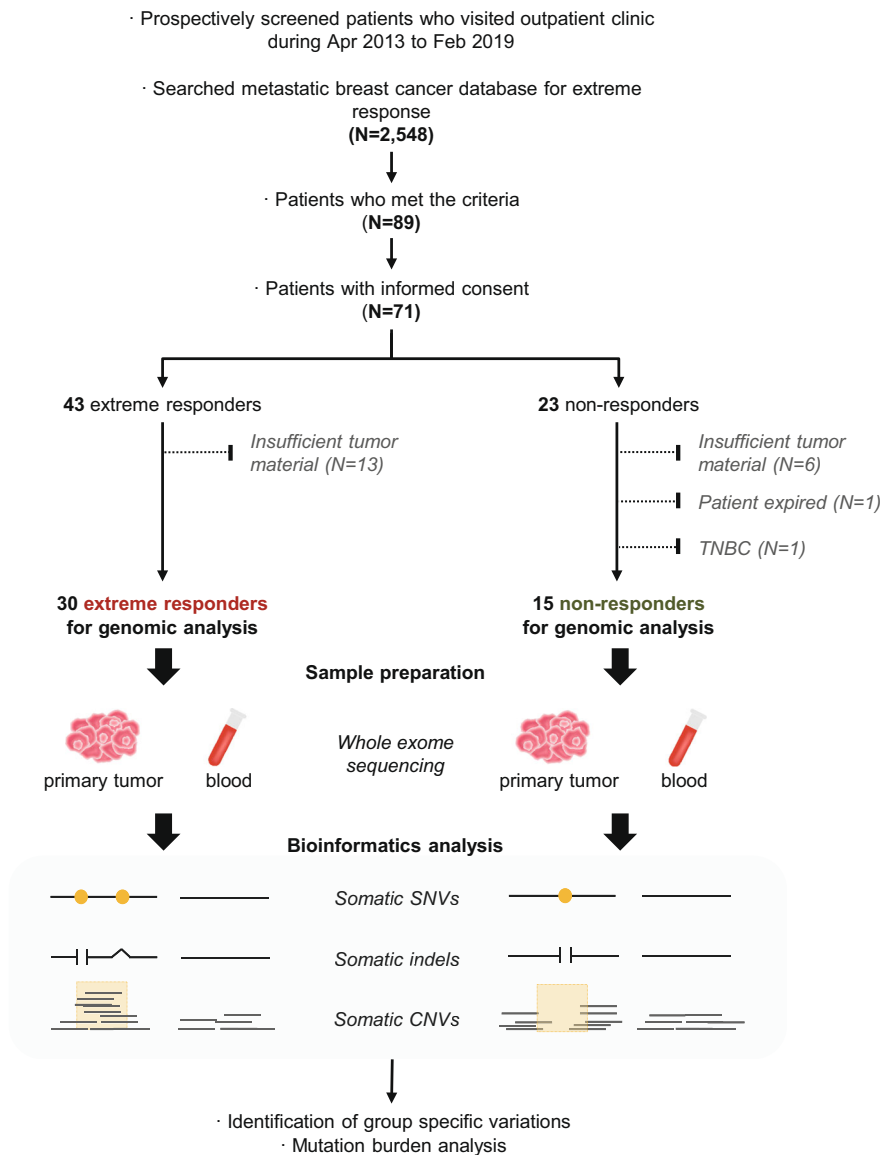 · Prospectively screened patients who visited outpatient clinic
during Apr 2013 to Feb 2019
· Searched metastatic breast cancer database for extreme
response
(N=2,548)
· Patients who met the criteria
(N=89)
· Patients with informed consent
(N=71)
43 extreme responders
23 non-responders
Insufficient tumor
material (N=13)
Insufficient tumor
material (N=6)
Patient expired (N=1)
TNBC (N=1)
30 extreme responders
for genomic analysis
15 non-responders
for genomic analysis
Sample preparation
Whole exome
sequencing
primary tumor
blood
primary tumor
blood
Bioinformatics analysis
Somatic SNVs
Somatic indels
Somatic CNVs
· Identification of group specific variations
· Mutation burden analysis